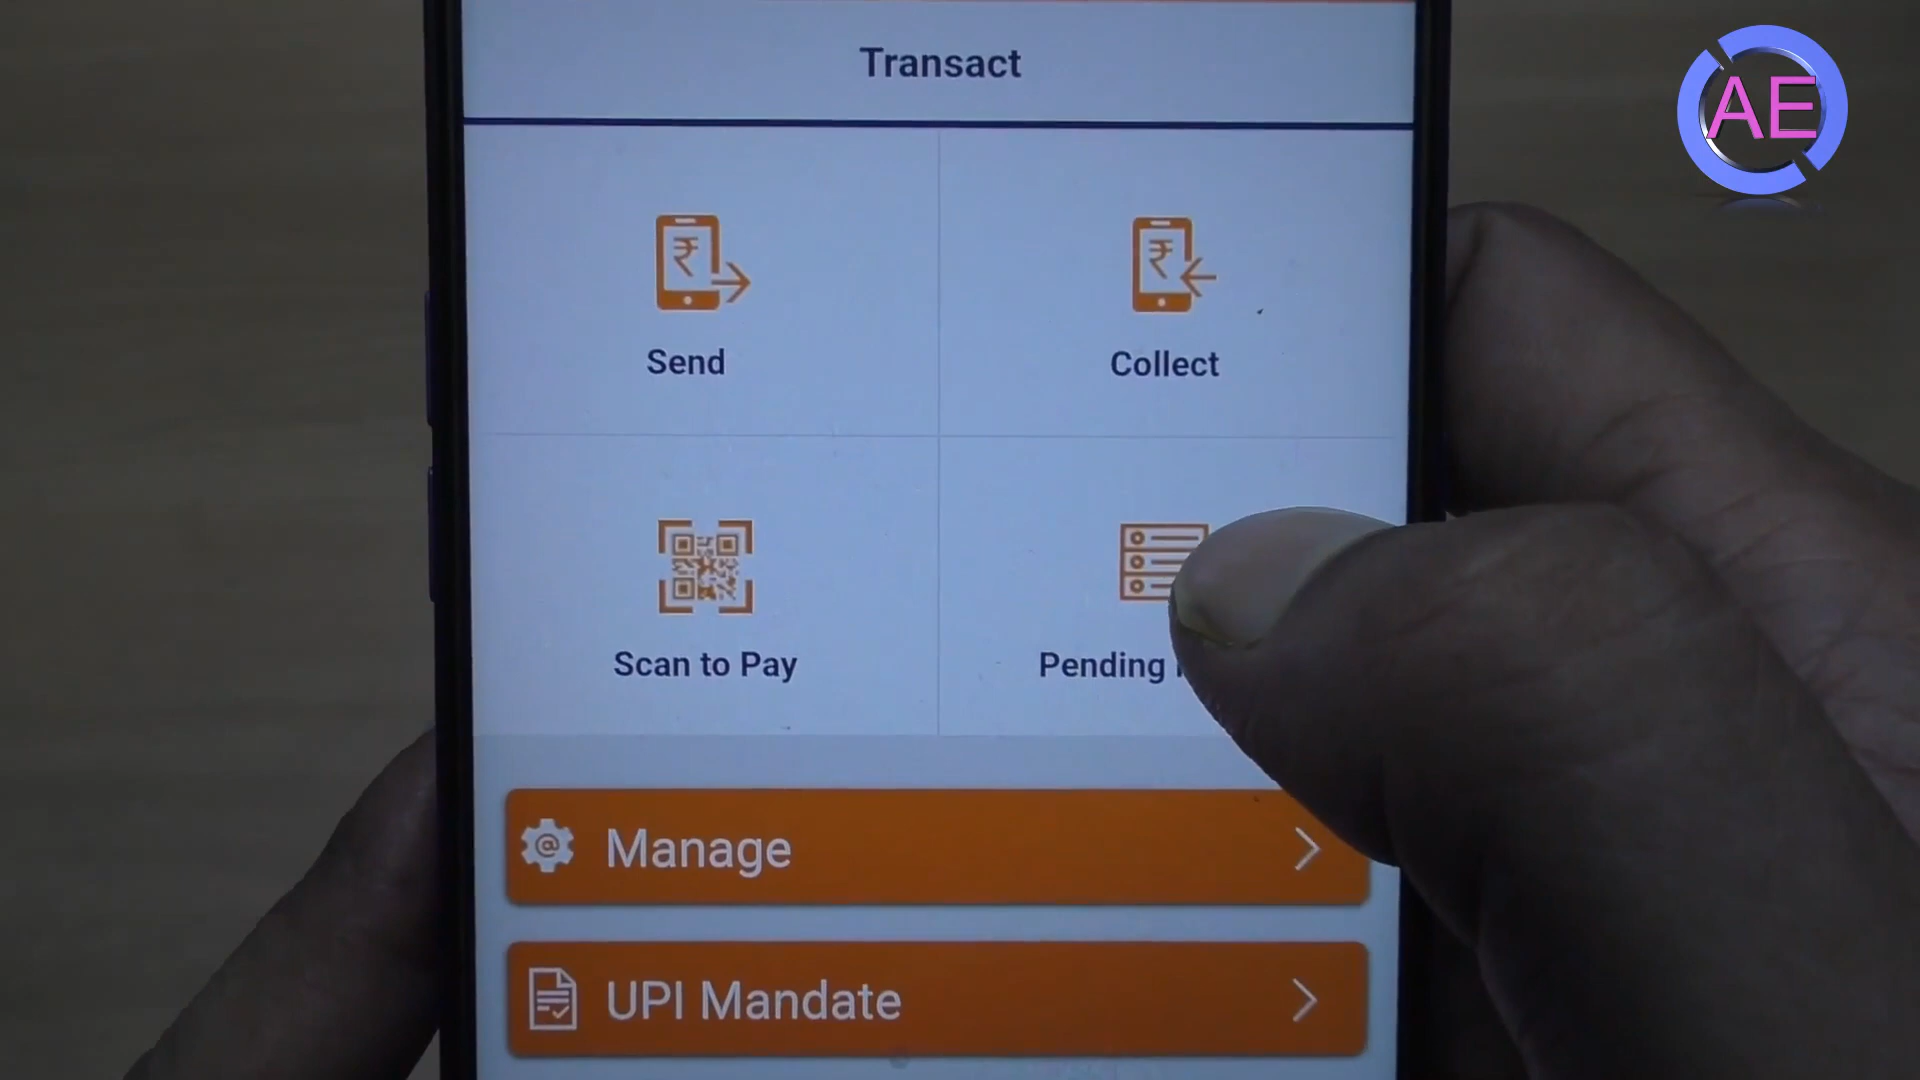 Transact
AE
Send
Collect
Scan to Pay
Pending
Manage
UPI Mandate